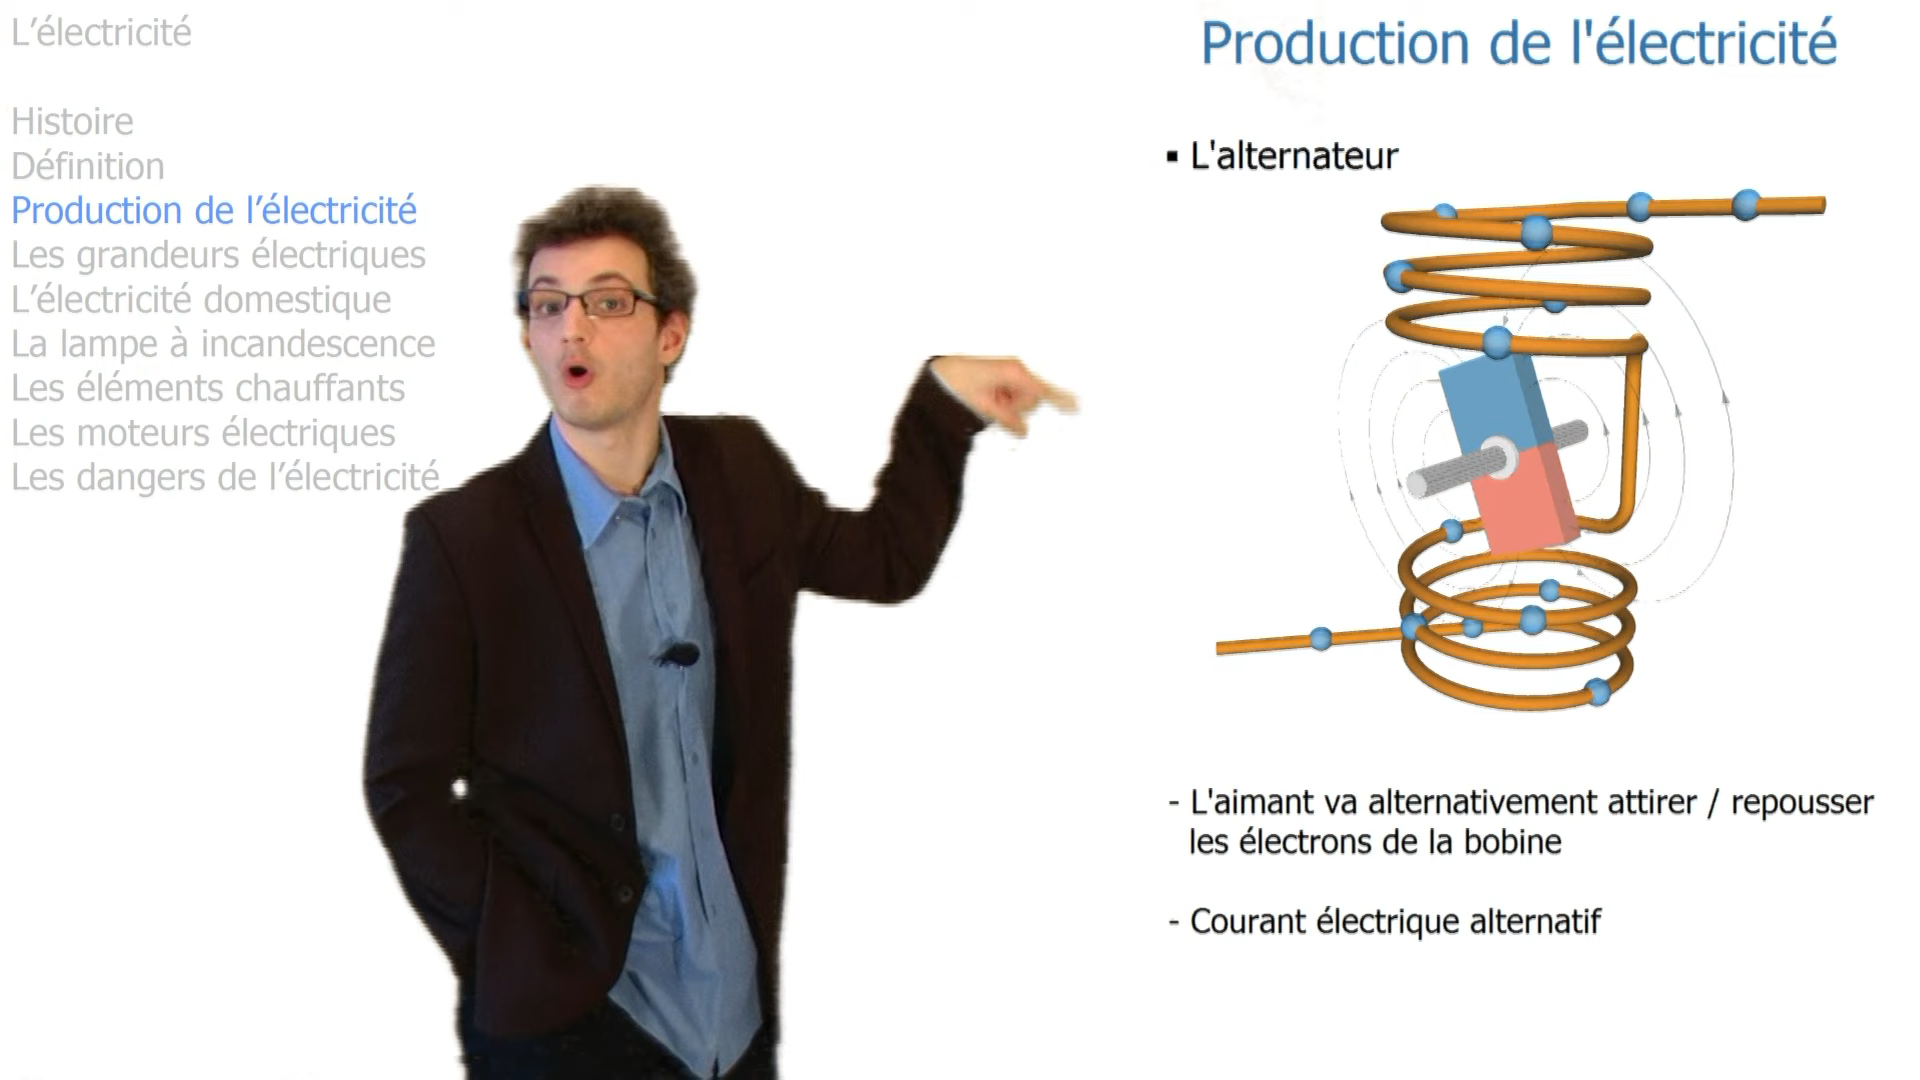 L’électricité
Histoire
Définition
Production de l’électricité
Les grandeurs électriques
L’électricité domestique
La lampe à incandescence
Les éléments chauffants
Les moteurs électriques
Les dangers de l’électricité
Production de l'électricité
▪ L'alternateur
- L'aimant va alternativement attirer / repousser
les électrons de la bobine
- Courant électrique alternatif